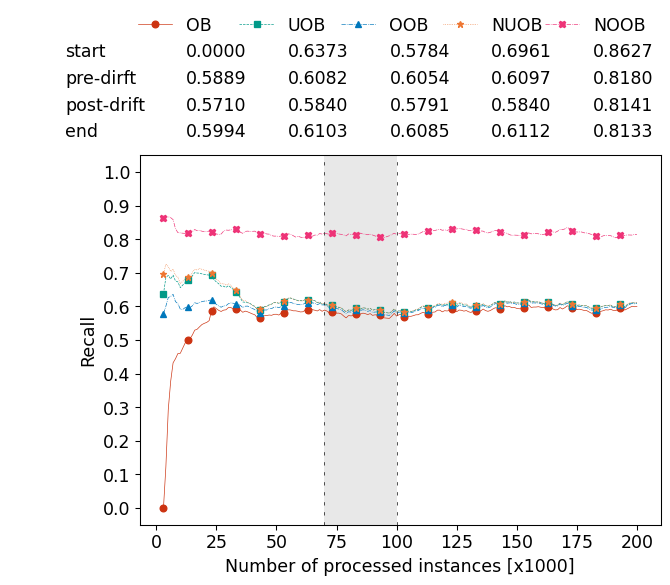 OB UOB OOB NUOB NOOB
start 0.0000 0.6373 0.5784 0.6961 0.8627
pre-dirft 0.5889 0.6082 0.6054 0.6097 0.8180
post-drift 0.5710 0.5840 0.5791 0.5840 0.8141
end 0.5994 0.6103 0.6085 0.6112 0.8133
1.0
0.9
0.8
0.7
0.6
0.5
0.4
0.3
0.2
0.1
0.0
Recall
0 25 50 75 100 125 150 175 200
Number of processed instances [x1000]